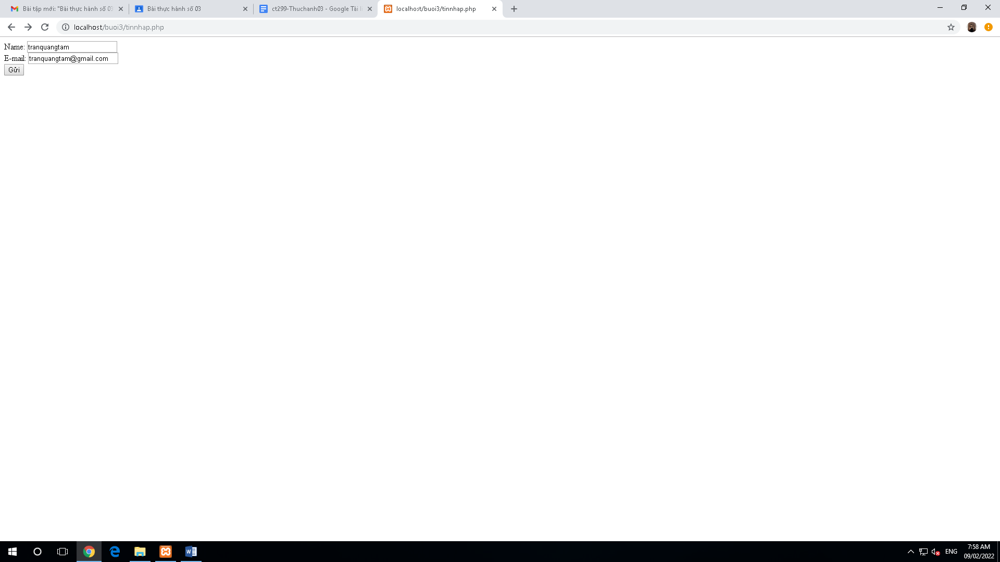 Bài tập mới: "Bài thực hành số 03
Bài thực hành số 03
ct299-Thuchanh03 - Google Tài li
localhost/buoi3/tinnhap.php
localhost/buoi3/tinnhap.php
Name: tranquangtam
E-mail: tranquangtam@gmail.com
Gửi
ENG
7:58 AM
09/02/2022